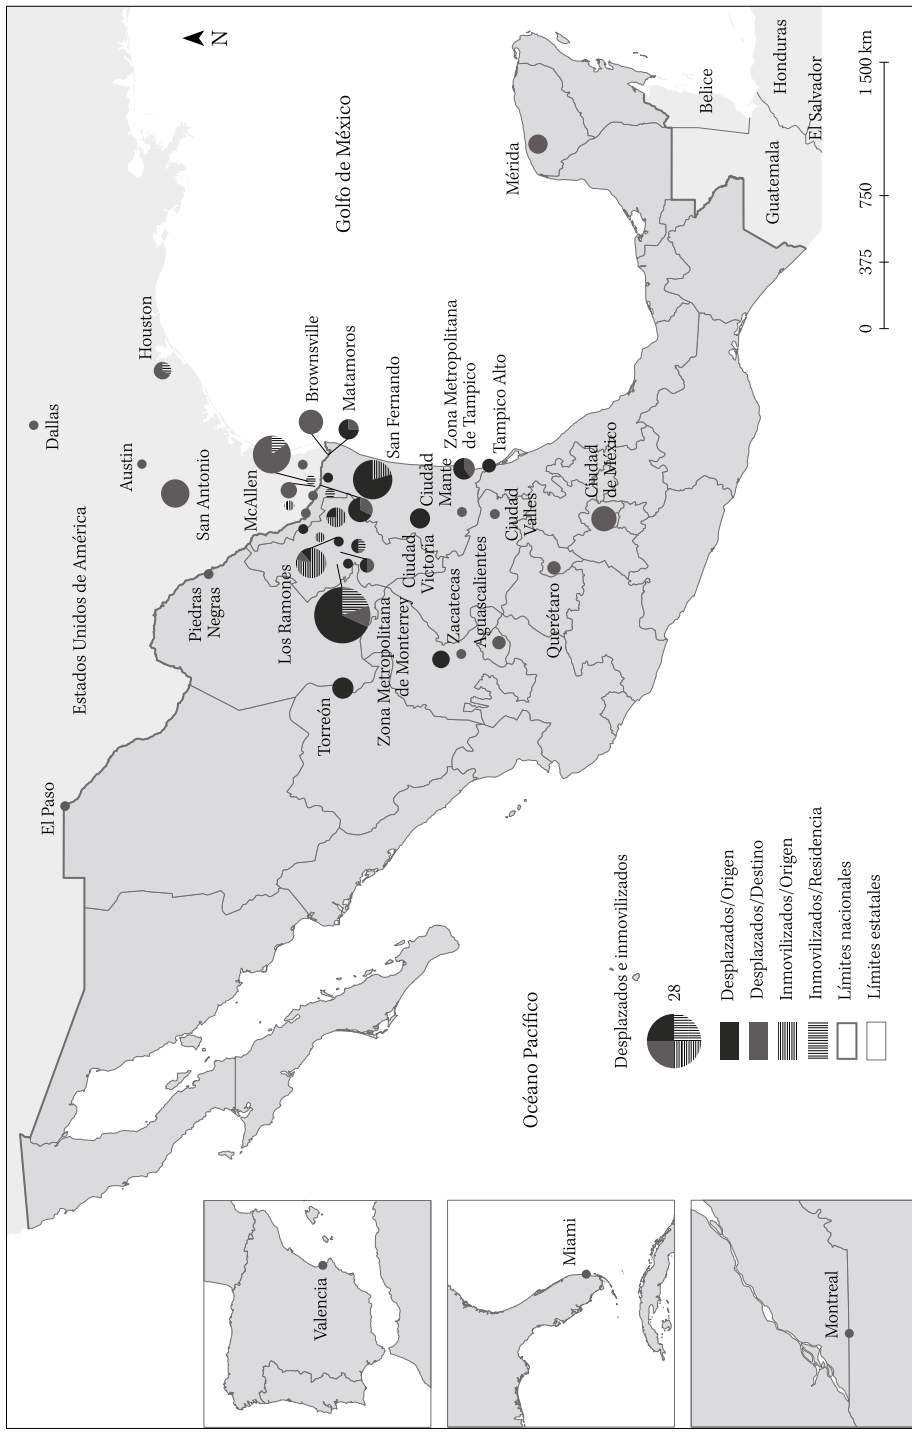 N
Estados Unidos de América
El Paso
Dallas
Austin
Houston
San Antonio
Piedras
Negras
McAllen
Brownsville
Matamoros
Los Ramones
San Fernando
Torreón
Zona Metropolitana
de Monterrey
Ciudad
Victoria
Ciudad
Mante
Zona Metropolitana
de Tampico
Tampico Alto
Zacatecas
Aguascalientes
Ciudad
Valles
Querétaro
Ciudad
de México
Mérida
Golfo de México
Belice
Guatemala
Honduras
El Salvador
Océano Pacífico
0
375
750
1 500 km
Desplazados e inmovilizados
28
Desplazados/Origen
Desplazados/Destino
Inmovilizados/Origen
Inmovilizados/Residencia
Límites nacionales
Límites estatales
Valencia
Miami
Montreal